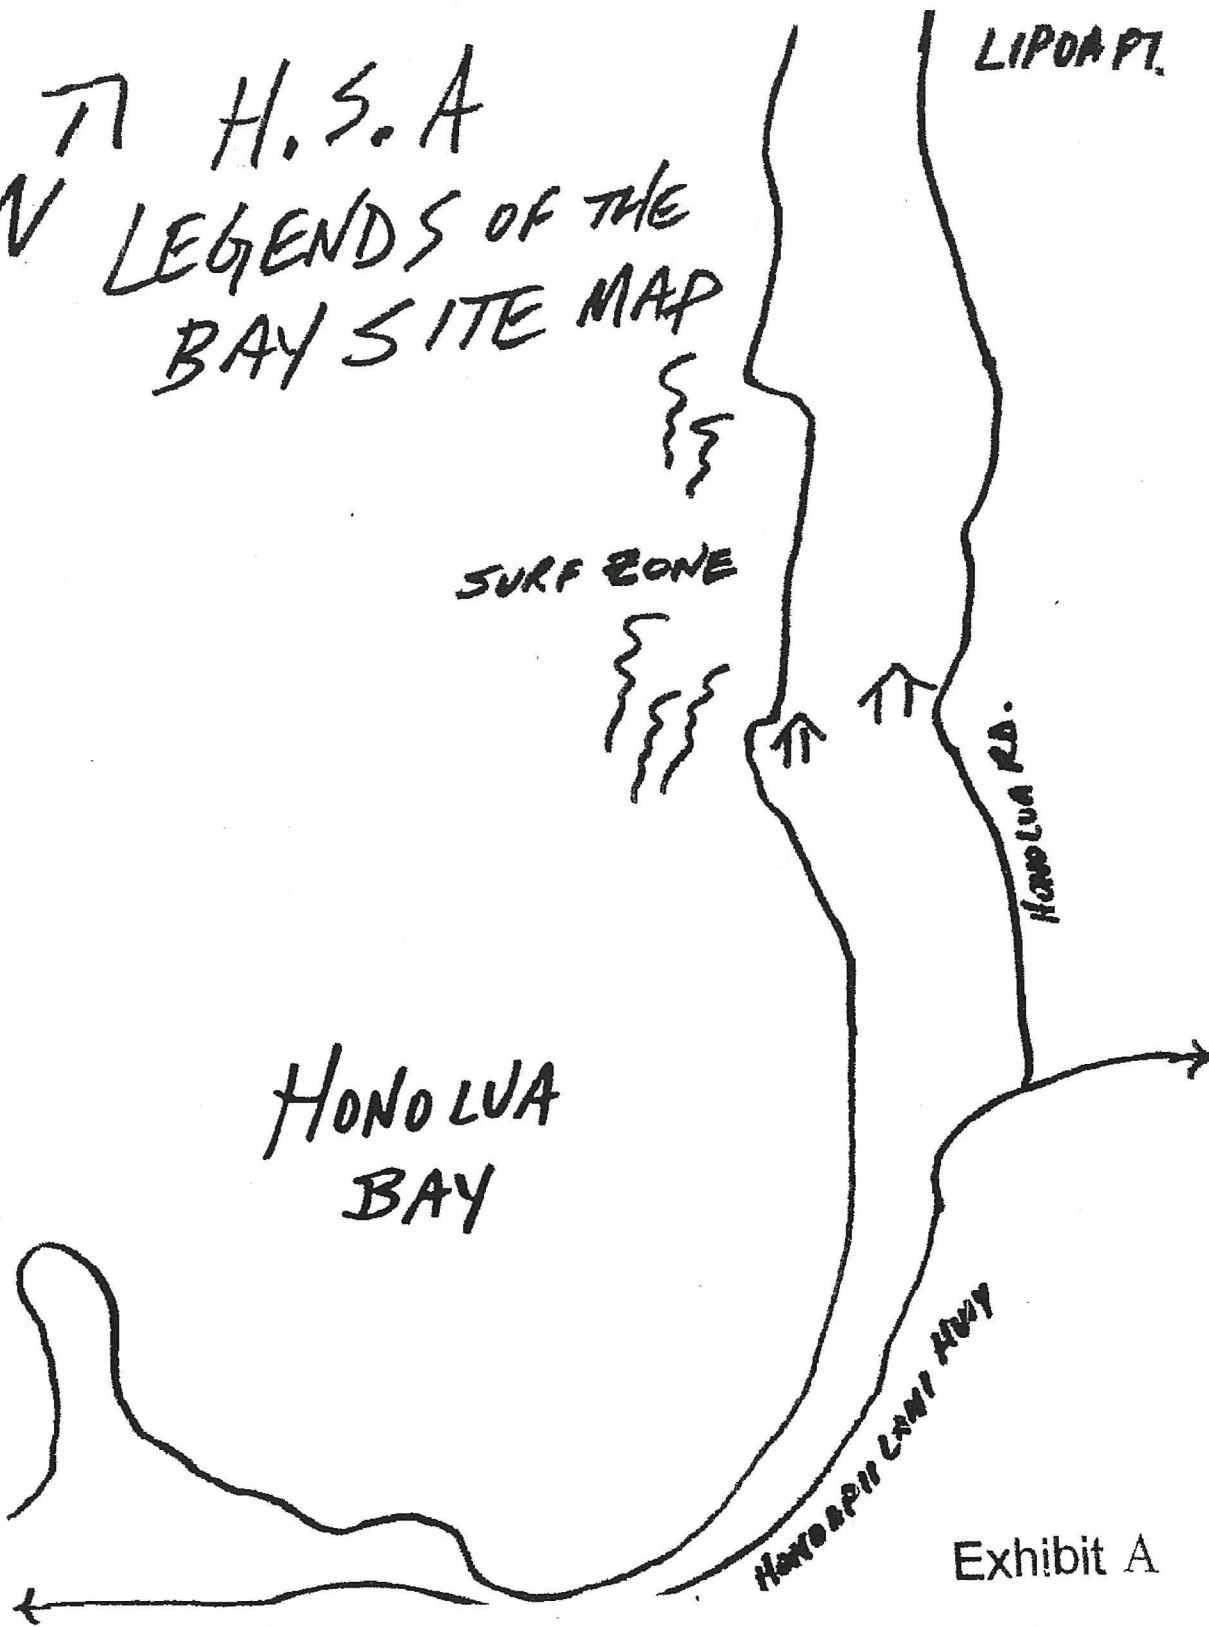 LIPOA PT.
H.S.A
N
LEGENDS OF THE
BAY SITE MAP
SURF ZONE
HONOLUA RD.
HONOLUA
BAY
HONOAPIILANI HWY
Exhibit A